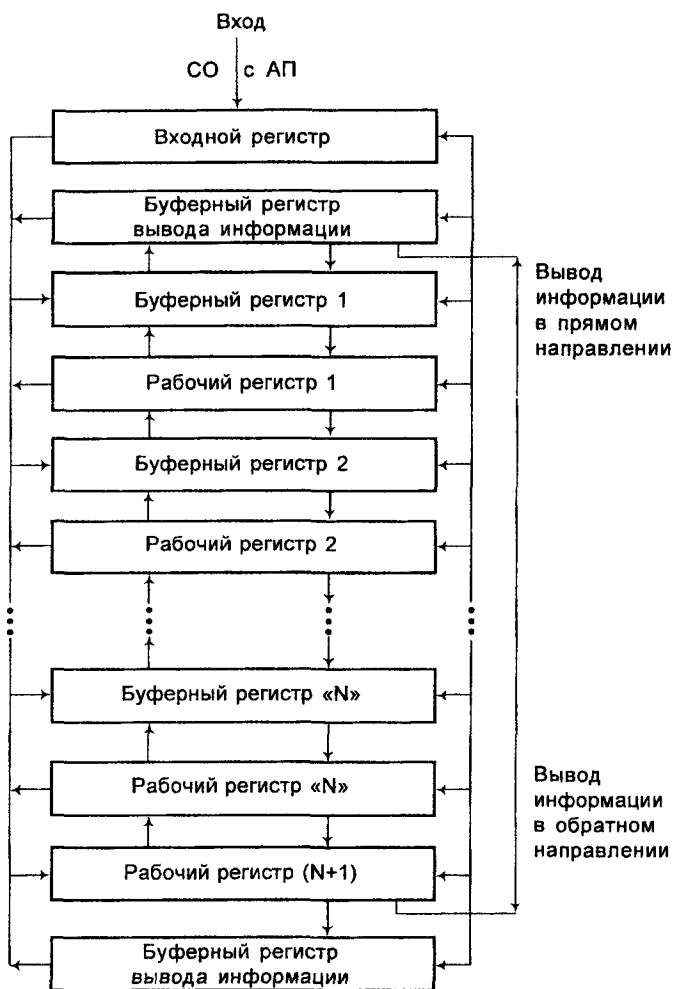 Вход
СО с АП
Входной регистр
Буферный регистр
вывода информации
Буферный регистр 1
Рабочий регистр 1
Буферный регистр 2
Рабочий регистр 2
Буферный регистр «N»
Рабочий регистр «N»
Рабочий регистр (N+1)
Буферный регистр
вывода информации
Вывод
информации
в прямом
направлении
Вывод
информации
в обратном
направлении